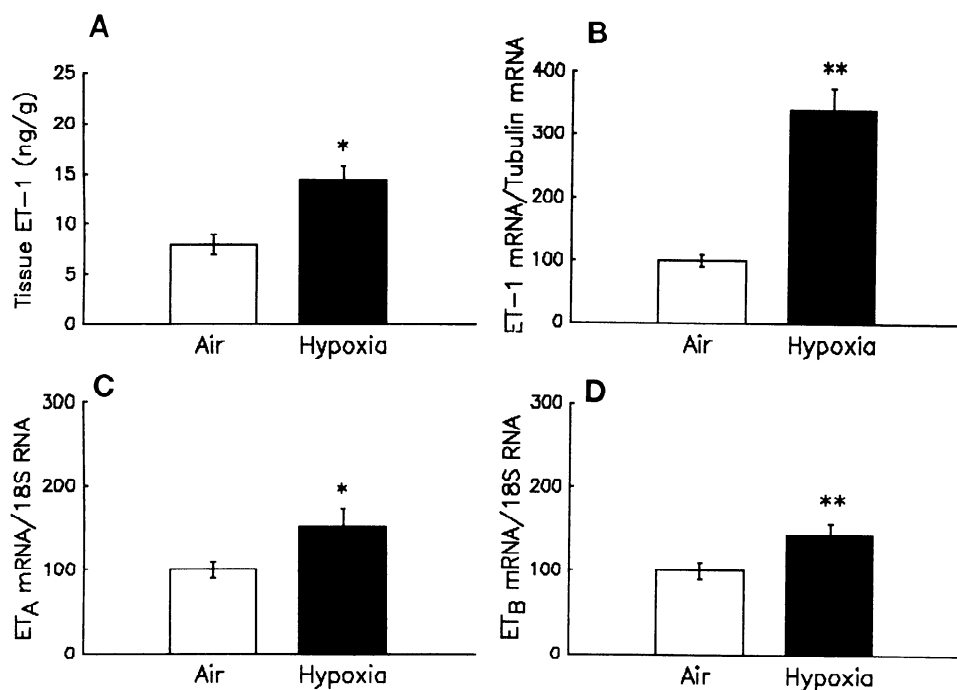 A
Tissue ET-1 (ng/g)
25
20
15
10
5
0
*
Air
Hypoxia
B
ET-1 mRNA/Tubulin mRNA
400
300
200
100
0
**
Air
Hypoxia
C
ETA mRNA/18S RNA
300
200
100
0
*
Air
Hypoxia
D
ETB mRNA/18S RNA
300
200
100
0
**
Air
Hypoxia